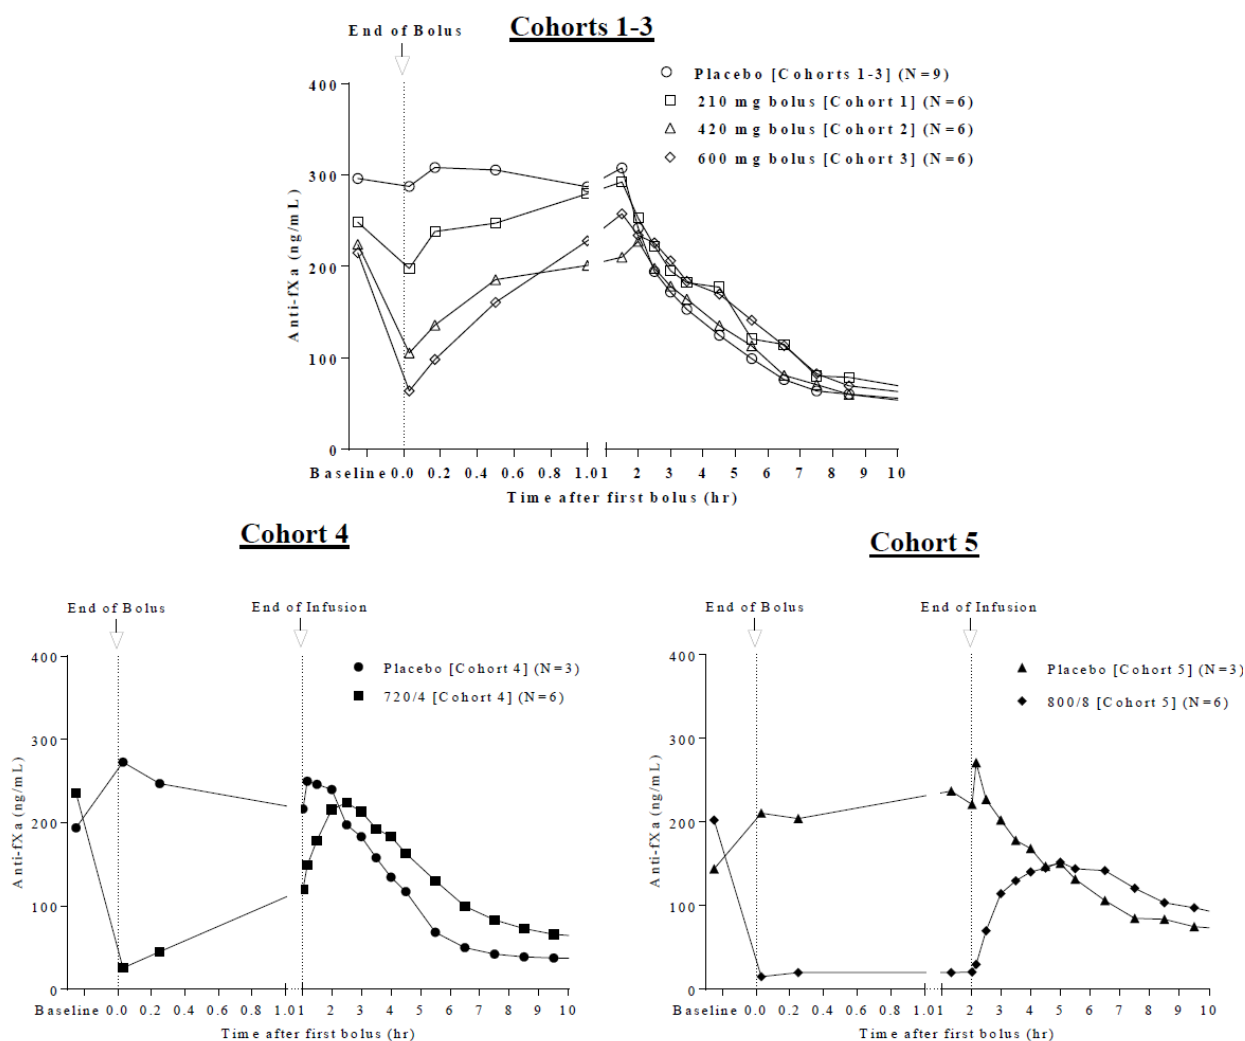 Cohorts 1-3
End of Bolus
Placebo [Cohorts 1-3] (N=9)
210 mg bolus [Cohort 1] (N=6)
420 mg bolus [Cohort 2] (N=6)
600 mg bolus [Cohort 3] (N=6)
Anti-fXa (ng/mL)
400
300
200
100
0
Baseline 0.0 0.2 0.4 0.6 0.8 1.0 1 2 3 4 5 6 7 8 9 10
Time after first bolus (hr)
Cohort 4
End of Bolus
End of Infusion
Placebo [Cohort 4] (N=3)
720/4 [Cohort 4] (N=6)
Anti-fXa (ng/mL)
400
300
200
100
0
Baseline 0.0 0.2 0.4 0.6 0.8 1.0 1 2 3 4 5 6 7 8 9 10
Time after first bolus (hr)
Cohort 5
End of Bolus
End of Infusion
Placebo [Cohort 5] (N=3)
800/8 [Cohort 5] (N=6)
Anti-fXa (ng/mL)
400
300
200
100
0
Baseline 0.0 0.2 0.4 0.6 0.8 1.0 1 2 3 4 5 6 7 8 9 10
Time after first bolus (hr)